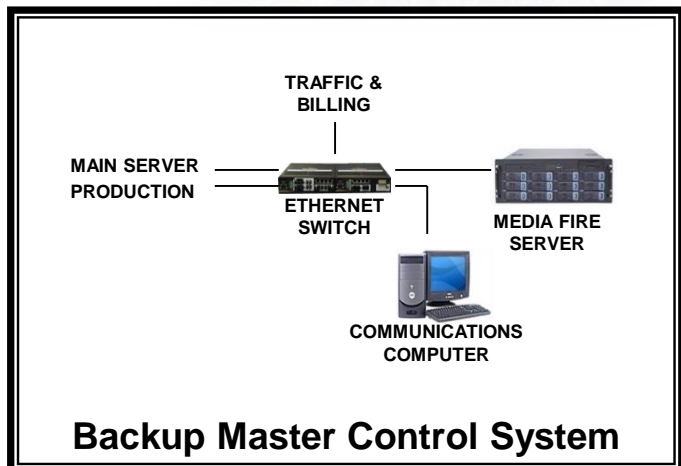 TRAFFIC &
BILLING
MAIN SERVER
PRODUCTION
ETHERNET
SWITCH
MEDIA FIRE
SERVER
COMMUNICATIONS
COMPUTER
Backup Master Control System